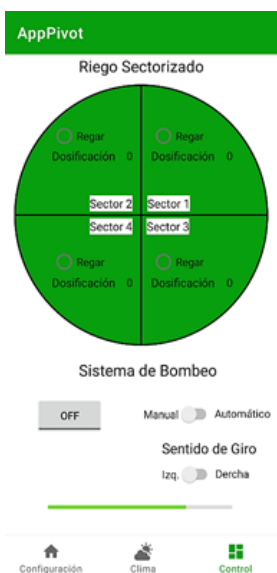 AppPivot
Riego Sectorizado
Regar
Regar
Dosificación 0
Dosificación 0
Sector 2
Sector 1
Sector 4
Sector 3
Regar
Regar
Dosificación 0
Dosificación 0
Sistema de Bombeo
OFF
Manual
Automático
Sentido de Giro
Izq.
Dercha
Configuración
Clima
Control